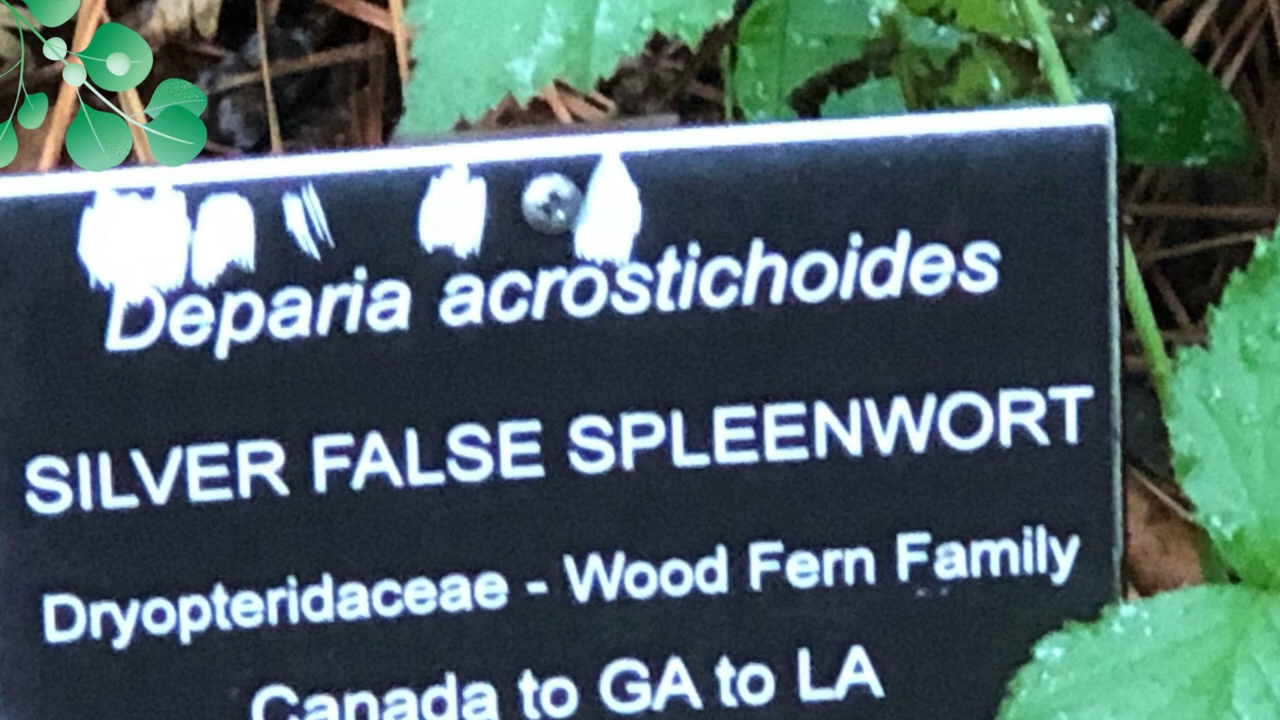 Deparia acrostichoides
SILVER FALSE SPLEENWORT
Dryopteridaceae - Wood Fern Family
Canada to GA to LA